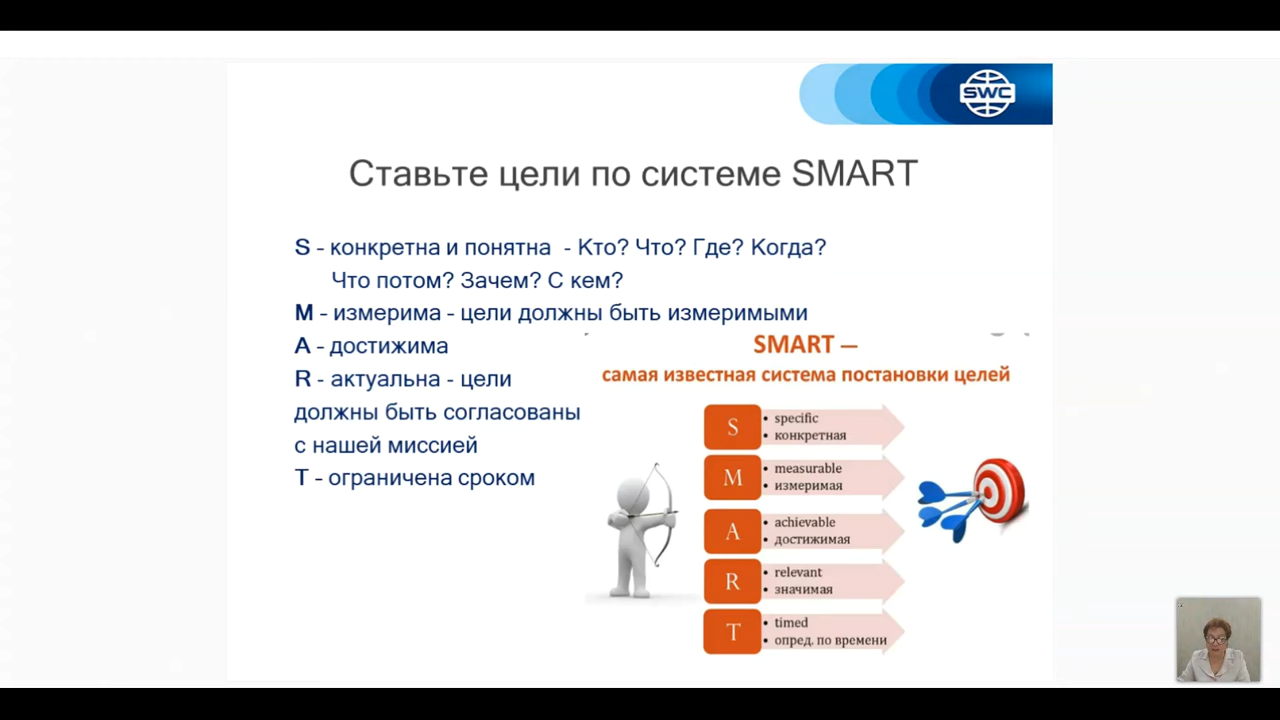 SWC
Ставьте цели по системе SMART
S - конкретна и понятна - Кто? Что? Где? Когда?
Что потом? Зачем? С кем?
M - измерима - цели должны быть измеримыми
A - достижима
R - актуальна - цели
должны быть согласованы
с нашей миссией
T - ограничена сроком
SMART —
самая известная система постановки целей
S
• specific
• конкретная
M
• measurable
• измеримая
A
• achievable
• достижимая
R
• relevant
• значимая
T
• timed
• опред. по времени